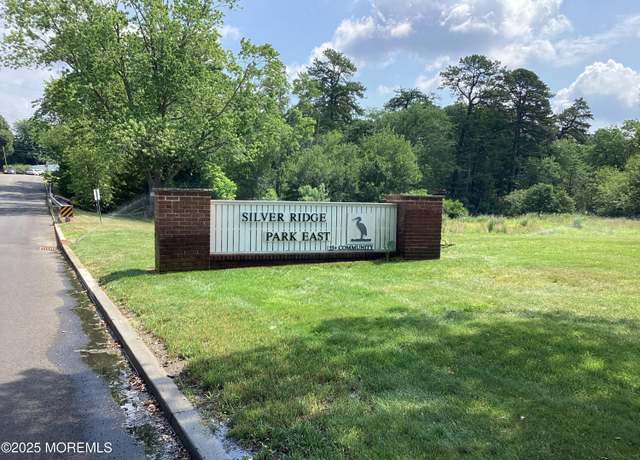 SILVER RIDGE
PARK EAST
55+ COMMUNITY
©2025 MOREMLS